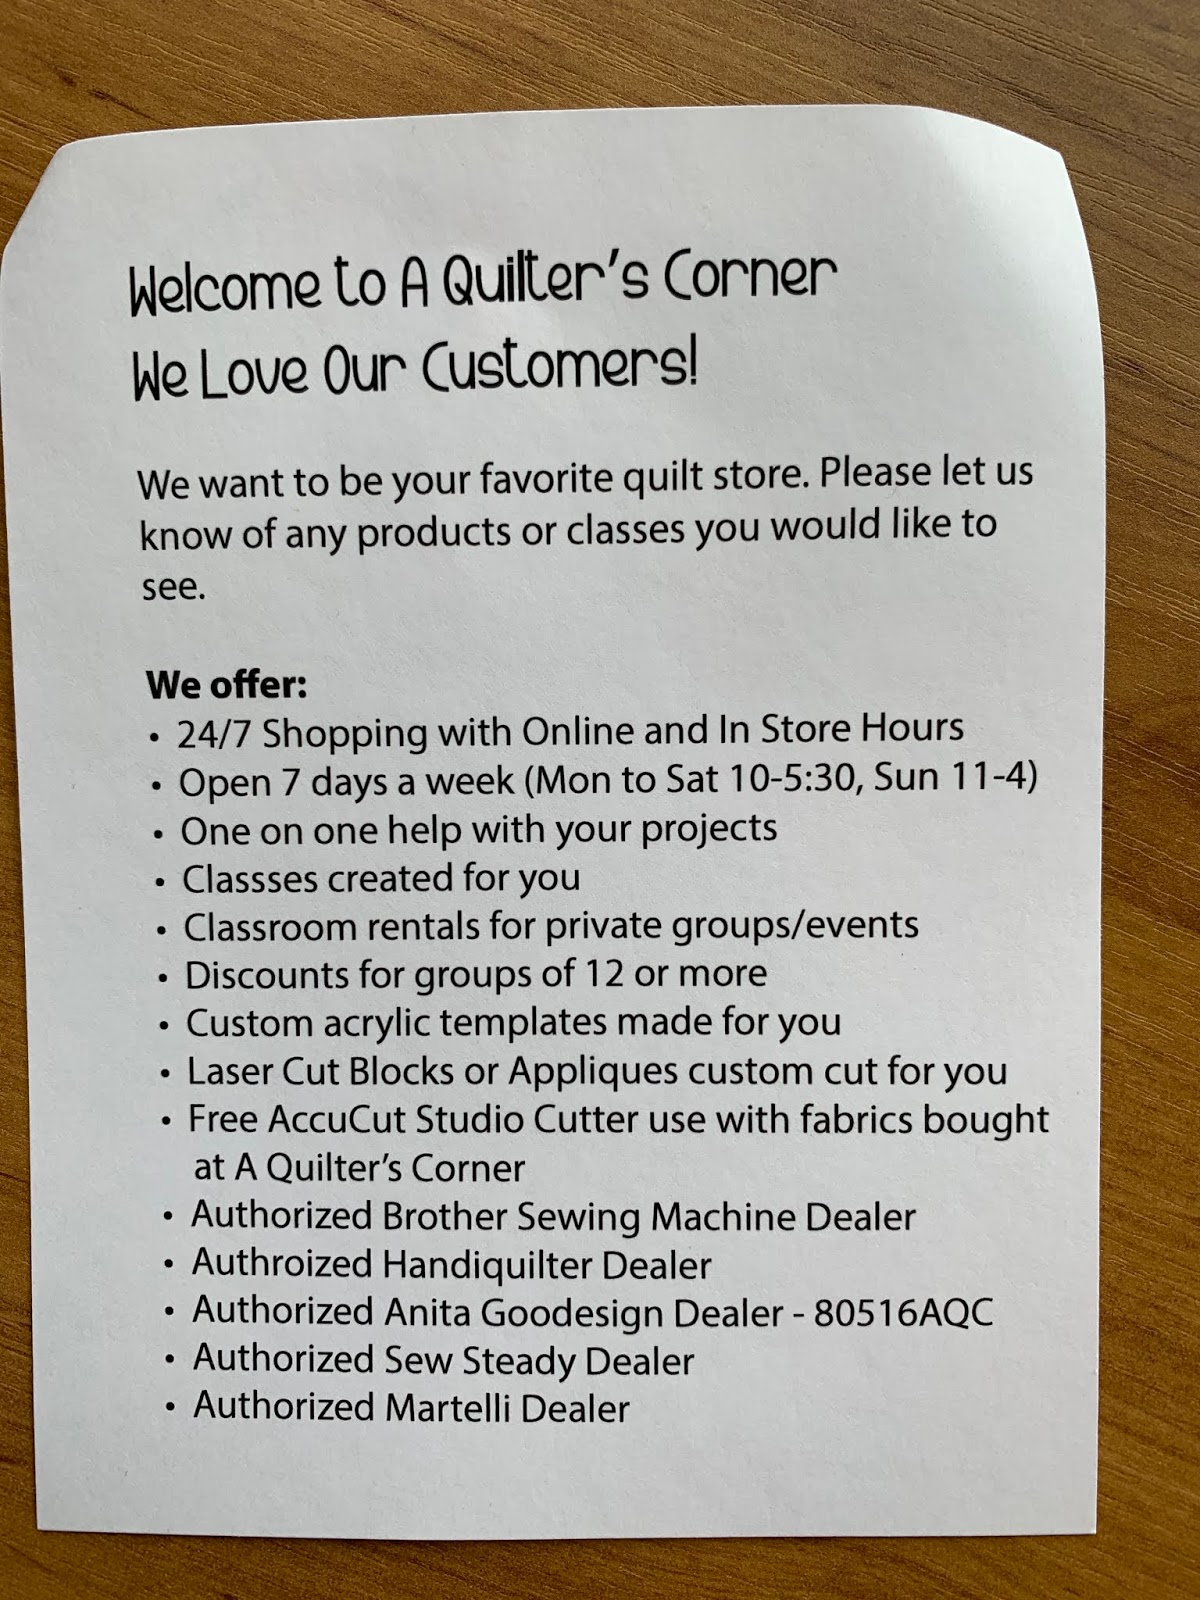 Welcome to A Quilter's Corner
We Love Our Customers!
We want to be your favorite quilt store. Please let us
know of any products or classes you would like to
see.
We offer:
• 24/7 Shopping with Online and In Store Hours
• Open 7 days a week (Mon to Sat 10-5:30, Sun 11-4)
• One on one help with your projects
• Classses created for you
• Classroom rentals for private groups/events
• Discounts for groups of 12 or more
• Custom acrylic templates made for you
• Laser Cut Blocks or Appliques custom cut for you
• Free AccuCut Studio Cutter use with fabrics bought
at A Quilter's Corner
• Authorized Brother Sewing Machine Dealer
• Authroized Handiquilter Dealer
• Authorized Anita Goodesign Dealer - 80516AQC
• Authorized Sew Steady Dealer
• Authorized Martelli Dealer